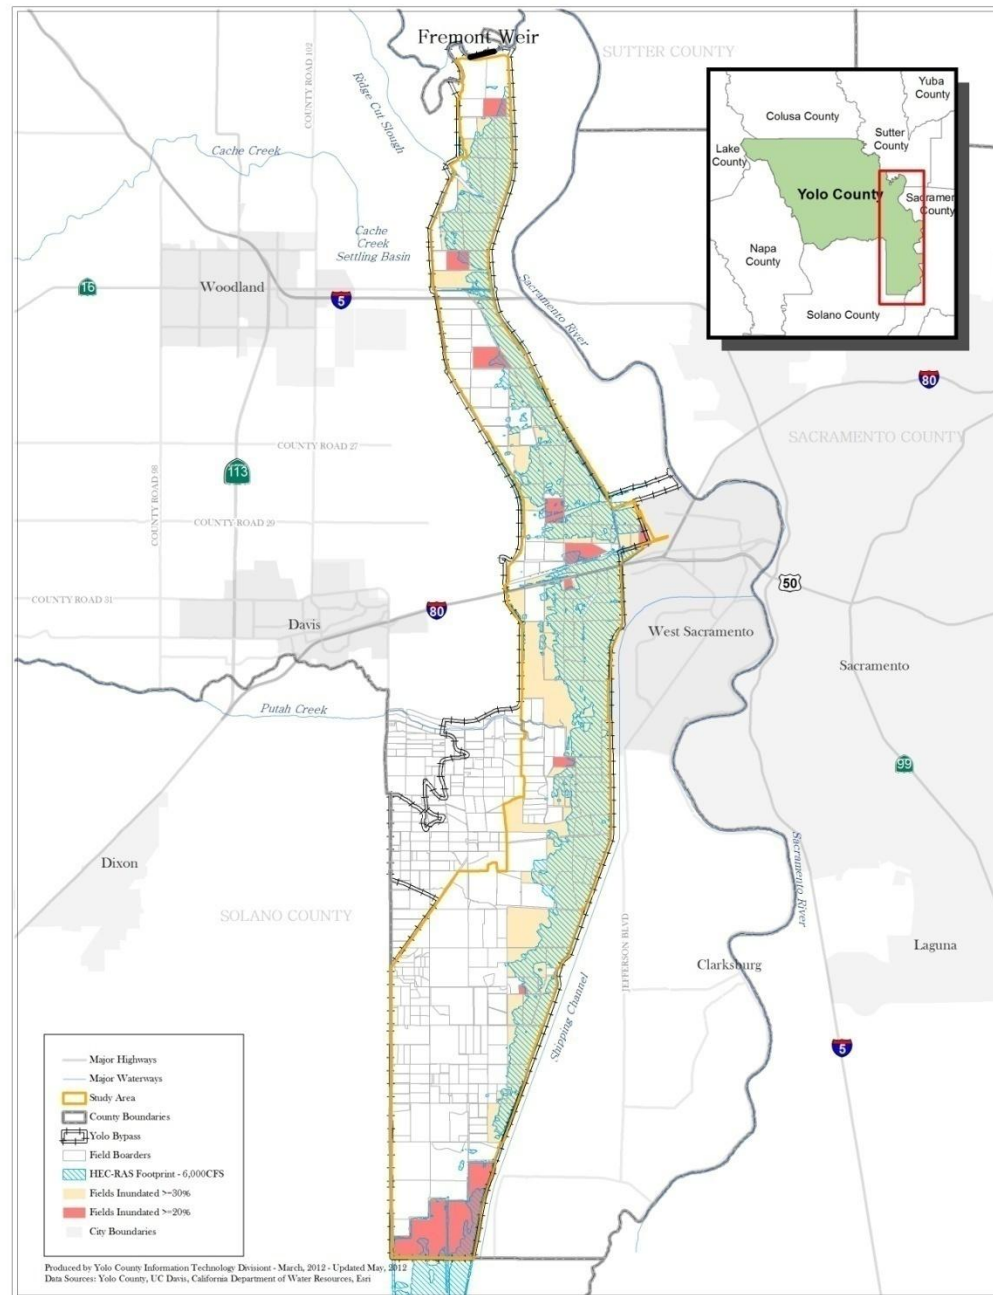 Fremont Weir
SUTTER COUNTY
COUNTY ROAD 102
Ridge Cut Slough
Cache Creek
Cache
Creek
Settling Basin
Woodland
16
5
Sacramento River
Yuba
County
Colusa County
Sutter
County
Lake
County
Yolo County
Sacramen
County
Napa
County
Solano County
80
SACRAMENTO COUNTY
COUNTY ROAD 27
COUNTY ROAD 98
113
COUNTY ROAD 29
COUNTY ROAD 31
Davis
80
50
West Sacramento
Sacramento
Putah Creek
99
Dixon
SOLANO COUNTY
Sacramento River
JEFFERSON BLVD
Clarksburg
Laguna
Shipping Channel
5
Major Highways
Major Waterways
Study Area
County Boundaries
Yolo Bypass
Field Boarders
HEC-RAS Footprint - 6,000CFS
Fields Inundated >=30%
Fields Inundated >=20%
City Boundaries
Produced by Yolo County Information Technology Divisiont - March, 2012 - Updated May, 2012
Data Sources: Yolo County, UC Davis, California Department of Water Resources, Esri